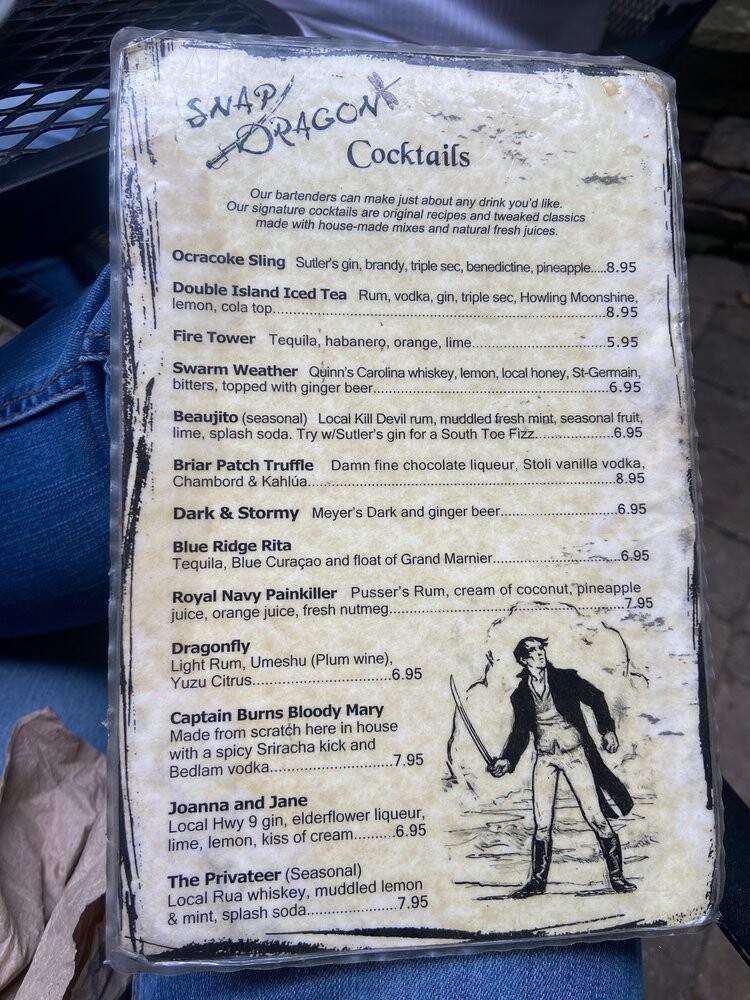 SNAP
DRAGON
Cocktails
Our bartenders can make just about any drink you'd like.
Our signature cocktails are original recipes and tweaked classics
made with house-made mixes and natural fresh juices.
Ocracoke Sling Sutler's gin, brandy, triple sec, benedictine, pineapple....8.95
Double Island Iced Tea Rum, vodka, gin, triple sec, Howling Moonshine,
lemon, cola top.......................................................................................8.95
Fire Tower Tequila, habanero, orange, lime.................................5.95
Swarm Weather Quinn's Carolina whiskey, lemon, local honey, St-Germain,
bitters, topped with ginger beer.........................................................6.95
Beaujito (seasonal) Local Kill Devil rum, muddled fresh mint, seasonal fruit,
lime, splash soda. Try w/Sutler's gin for a South Toe Fizz...................6.95
Briar Patch Truffle Damn fine chocolate liqueur, Stoli vanilla vodka,
Chambord & Kahlúa...........................................................................8.95
Dark & Stormy Meyer's Dark and ginger beer............................6.95
Blue Ridge Rita
Tequila, Blue Curaçao and float of Grand Marnier...............................6.95
Royal Navy Painkiller Pusser's Rum, cream of coconut, pineapple
juice, orange juice, fresh nutmeg.........................................................7.95
Dragonfly
Light Rum, Umeshu (Plum wine),
Yuzu Citrus.................................6.95
Captain Burns Bloody Mary
Made from scratch here in house
with a spicy Sriracha kick and
Bedlam vodka..............................7.95
Joanna and Jane
Local Hwy 9 gin, elderflower liqueur,
lime, lemon, kiss of cream..........6.95
The Privateer (Seasonal)
Local Rua whiskey, muddled lemon
& mint, splash soda.......................7.95